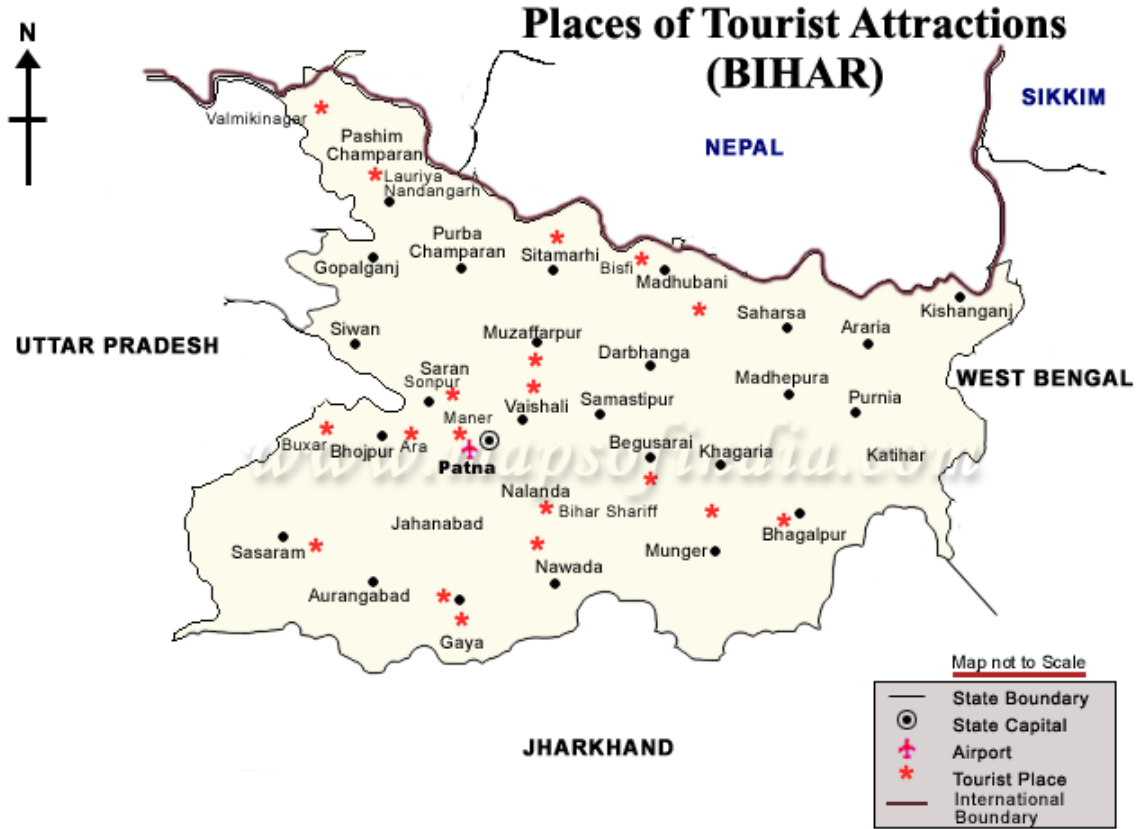 Places of Tourist Attractions
(BIHAR)
N
SIKKIM
NEPAL
Valmikinagar
Pashim
Champaran
Lauriya
Nandangarh
Purba
Champaran
Gopalganj
Sitamarhi
Bisfi
Madhubani
Kishanganj
Saharsa
Araria
Siwan
Muzaffarpur
UTTAR PRADESH
Darbhanga
Saran
Sonpur
Madhepura
WEST BENGAL
Vaishali
Samastipur
Purnia
Maner
Buxar
Bhojpur
Ara
Begusarai
Khagaria
Katihar
www.mapsofindia.com
Patna
Nalanda
Bihar Shariff
Jahanabad
Bhagalpur
Sasaram
Munger
Nawada
Aurangabad
Gaya
Map not to Scale
State Boundary
State Capital
Airport
Tourist Place
International
Boundary
JHARKHAND